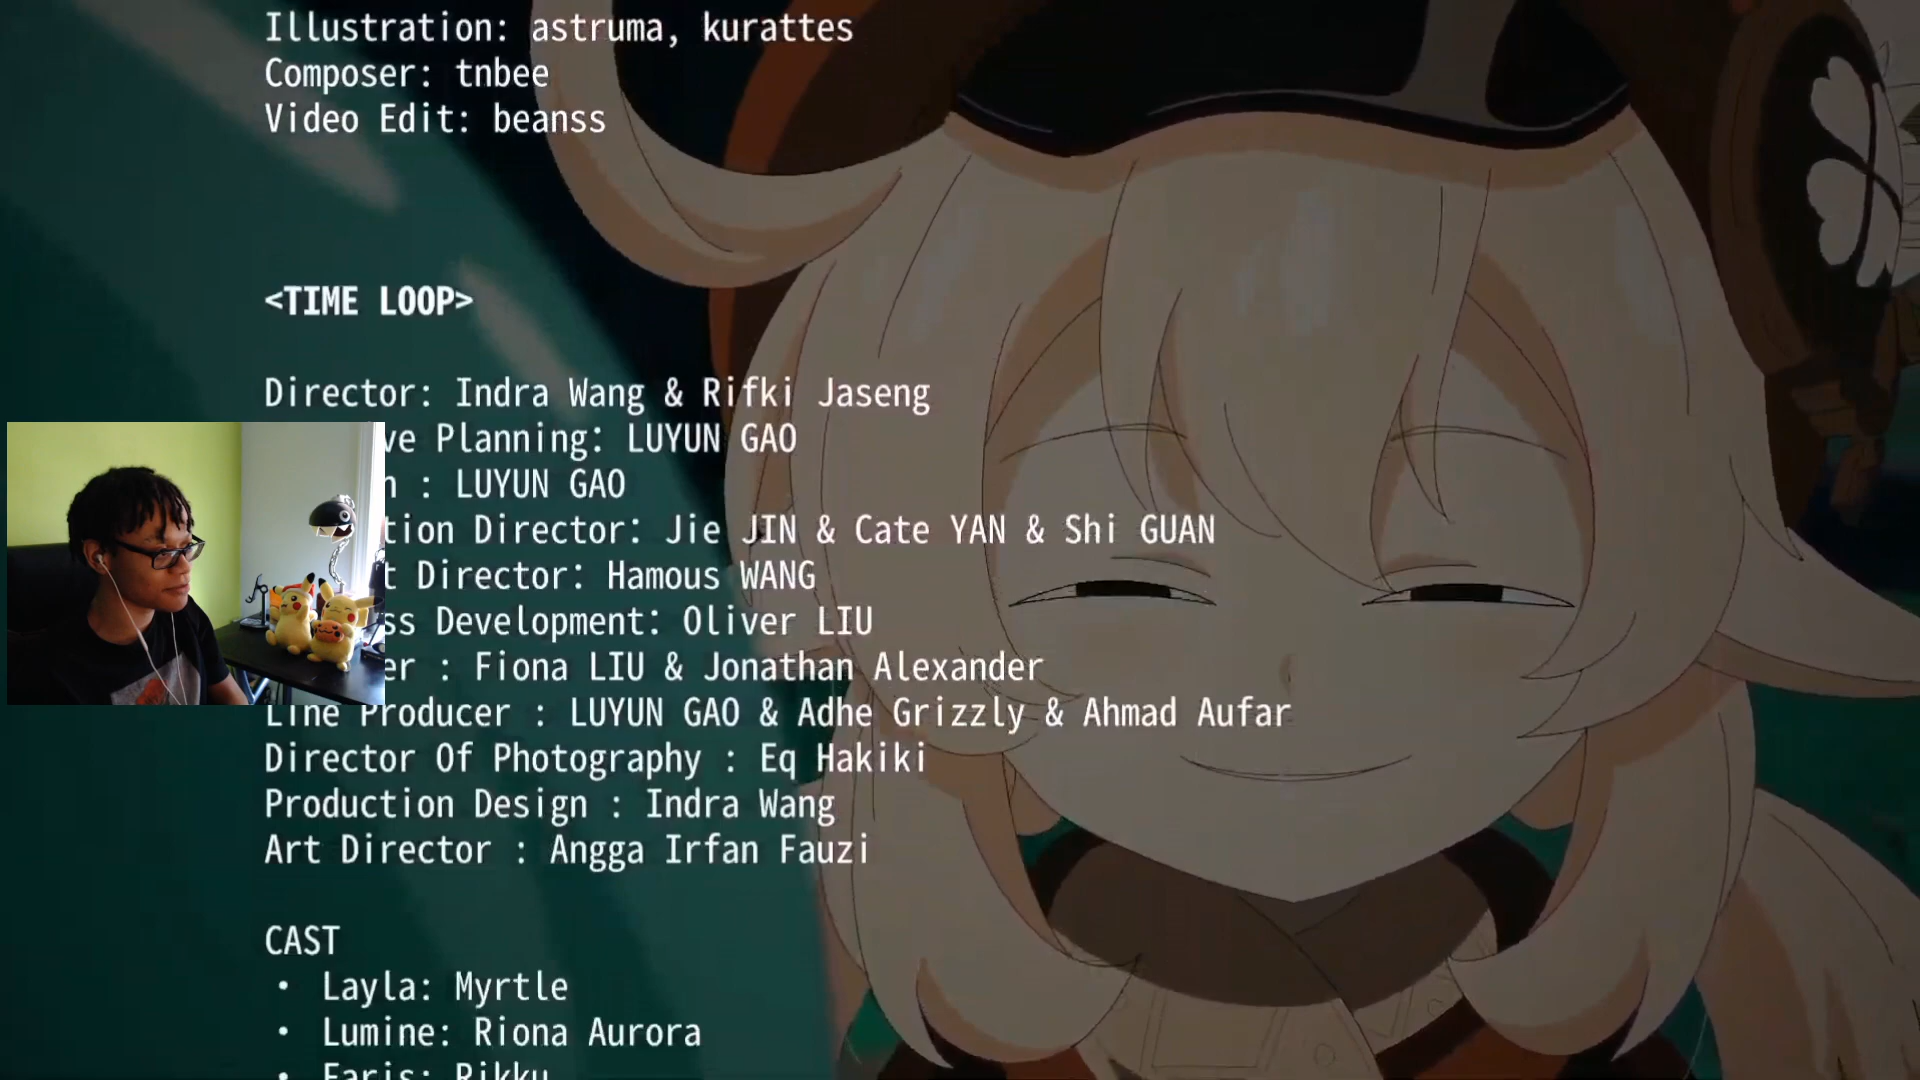 Illustration: astruma, kurattes
Composer: tnbee
Video Edit: beanss
<TIME LOOP>
Director: Indra Wang & Rifki Jaseng
ve Planning: LUYUN GAO
n : LUYUN GAO
tion Director: Jie JIN & Cate YAN & Shi GUAN
t Director: Hamous WANG
ss Development: Oliver LIU
er : Fiona LIU & Jonathan Alexander
Line Producer : LUYUN GAO & Adhe Grizzly & Ahmad Aufar
Director Of Photography : Eq Hakiki
Production Design : Indra Wang
Art Director : Angga Irfan Fauzi
CAST
• Layla: Myrtle
• Lumine: Riona Aurora
• Faris: Rikku